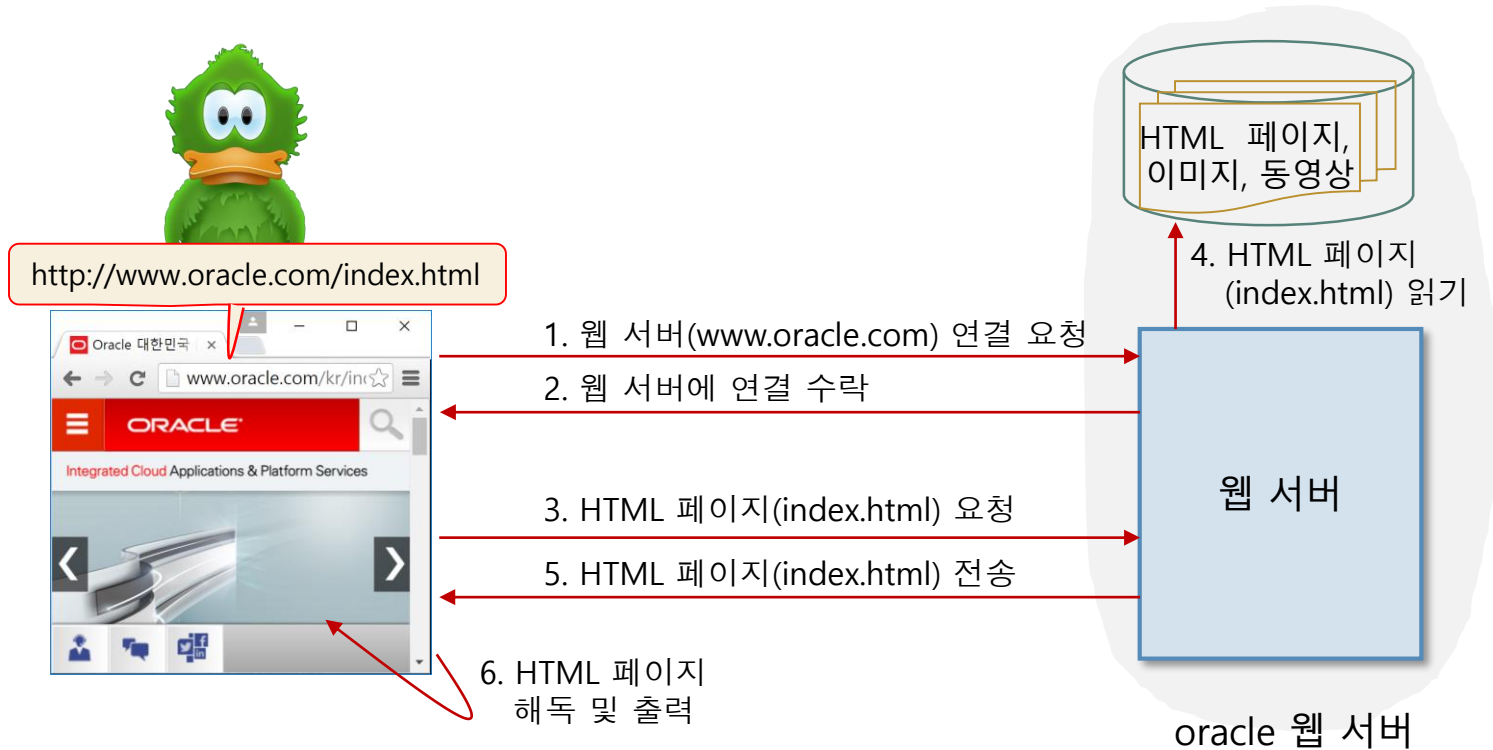 HTML 페이지,
이미지, 동영상
http://www.oracle.com/index.html
4. HTML 페이지
(index.html) 읽기
Oracle 대한민국
www.oracle.com/kr/in
ORACLE
Integrated Cloud Applications & Platform Services
1. 웹 서버(www.oracle.com) 연결 요청
2. 웹 서버에 연결 수락
3. HTML 페이지(index.html) 요청
5. HTML 페이지(index.html) 전송
웹 서버
6. HTML 페이지
해독 및 출력
oracle 웹 서버